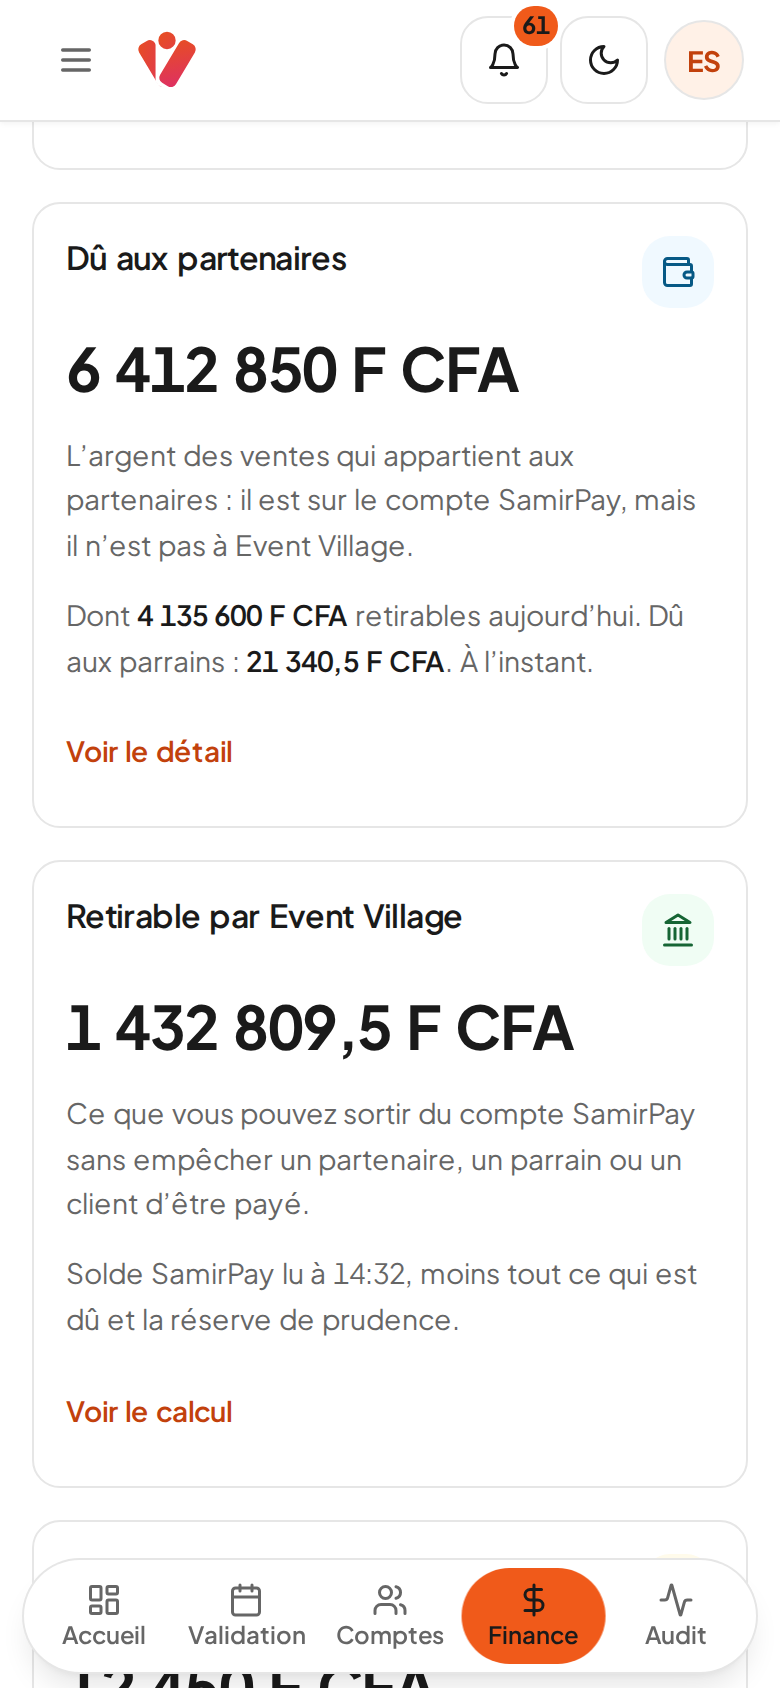 61
ES
Dû aux partenaires
6 412 850 F CFA
L’argent des ventes qui appartient aux
partenaires : il est sur le compte SamirPay, mais
il n’est pas à Event Village.
Dont 4 135 600 F CFA retirables aujourd’hui. Dû
aux parrains : 21 340,5 F CFA. À l’instant.
Voir le détail
Retirable par Event Village
1 432 809,5 F CFA
Ce que vous pouvez sortir du compte SamirPay
sans empêcher un partenaire, un parrain ou un
client d’être payé.
Solde SamirPay lu à 14:32, moins tout ce qui est
dû et la réserve de prudence.
Voir le calcul
Accueil Validation Comptes Finance Audit
F CFA